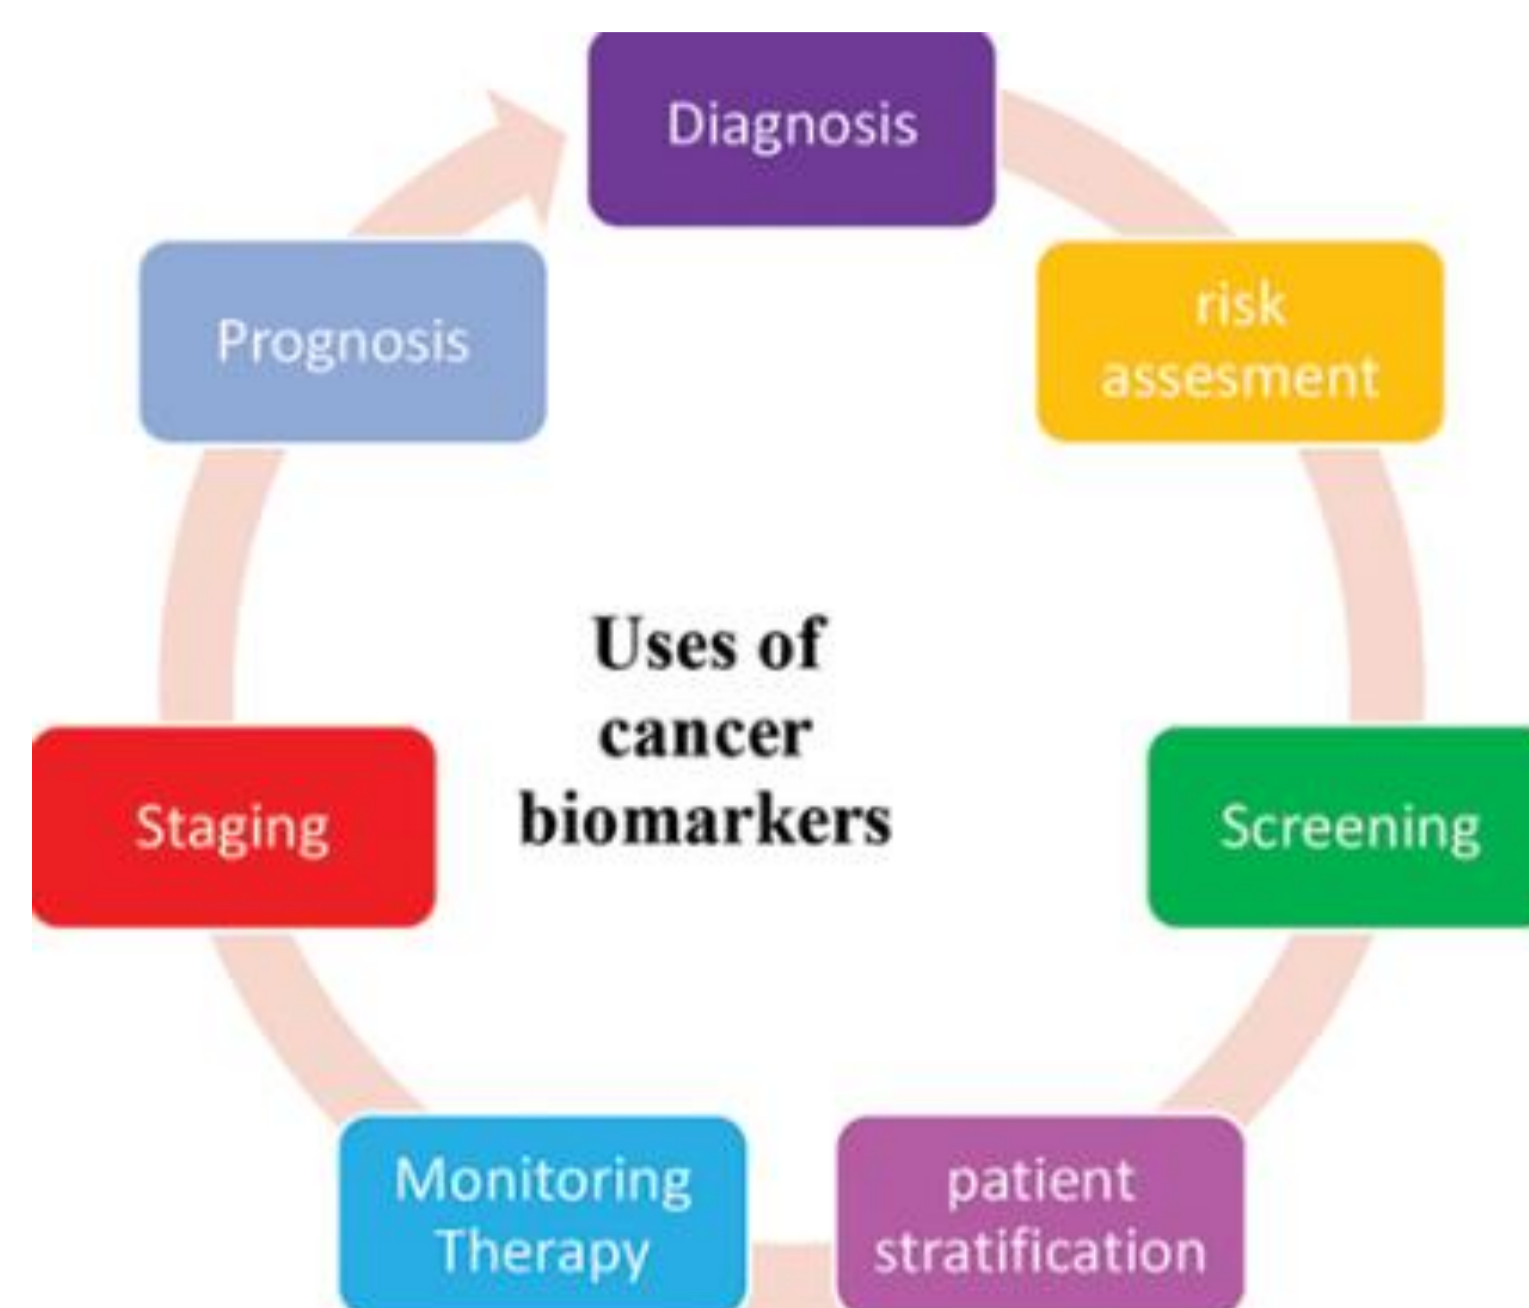 Diagnosis
risk
assesment
Screening
patient
stratification
Monitoring
Therapy
Staging
Prognosis
Uses of
cancer
biomarkers